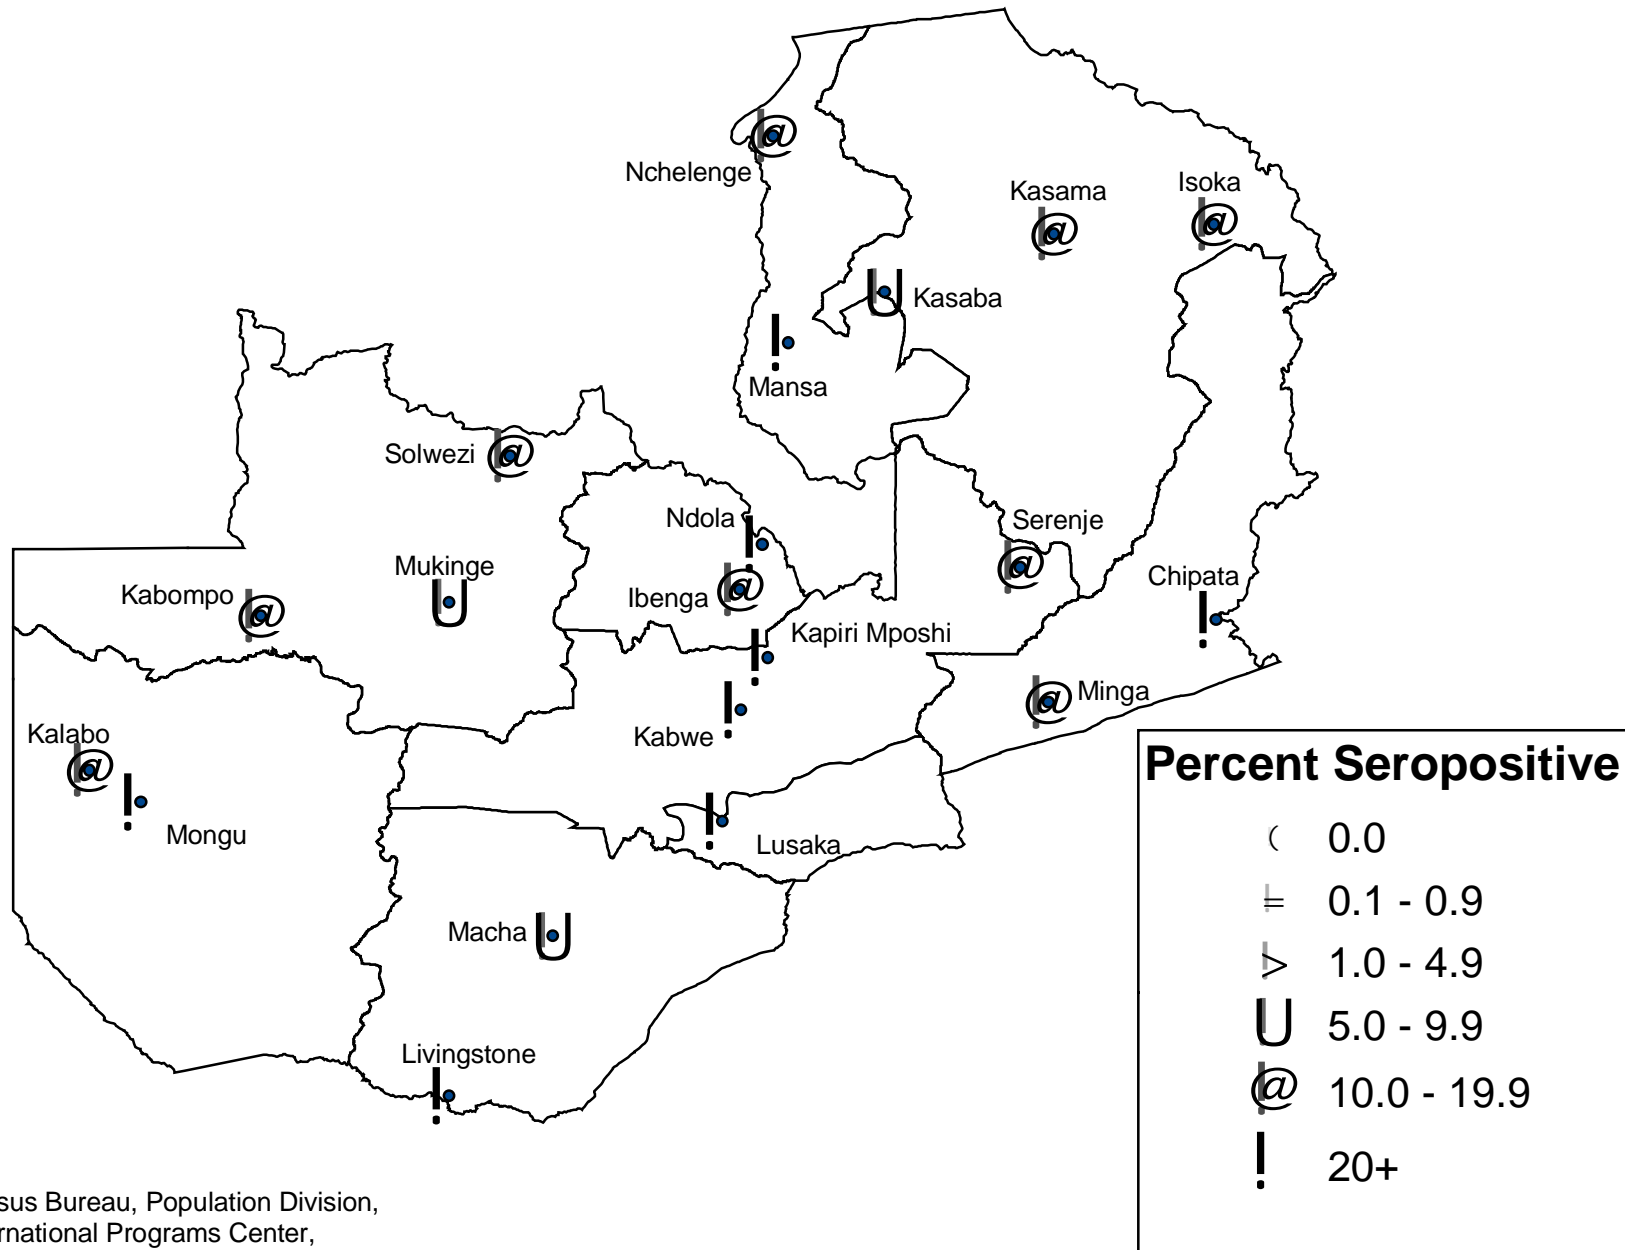 Nchelenge
Kasama
Isoka
Kasaba
Mansa
Solwezi
Ndola
Serenje
Mukinge
Chipata
Kabompo
Ibenga
Kapiri Mposhi
Minga
Kalabo
Kabwe
Mongu
Lusaka
Macha
Livingstone
Percent Seropositive
( 0.0
= 0.1 - 0.9
> 1.0 - 4.9
U 5.0 - 9.9
@ 10.0 - 19.9
! 20+
sus Bureau, Population Division,
rnational Programs Center,